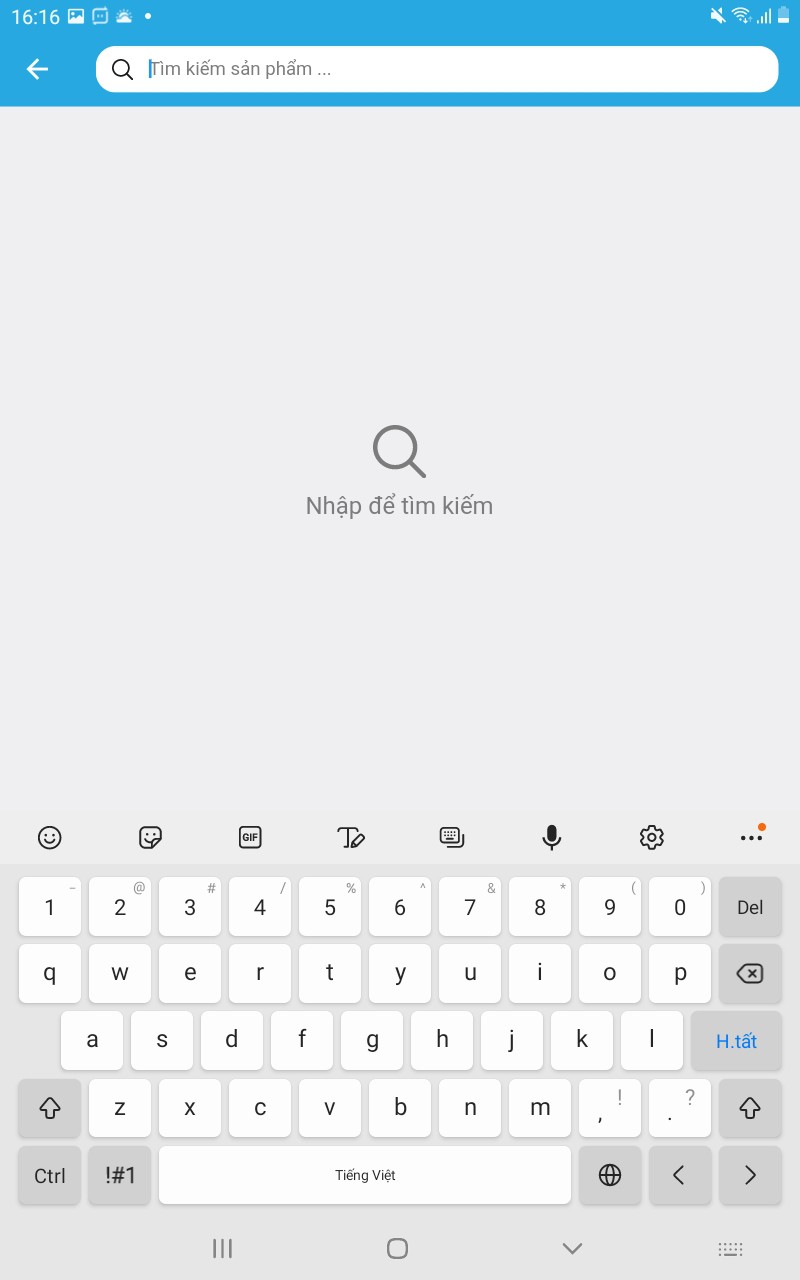 16:16
Tìm kiếm sản phẩm ...
Nhập để tìm kiếm
GIF
1 − 2 @ 3 # 4 / 5 % 6 ^ 7 & 8 * 9 ( 0 ) Del
q w e r t y u i o p
a s d f g h j k l H.tất
z x c v b n m , ! . ?
Ctrl !#1 Tiếng Việt < >